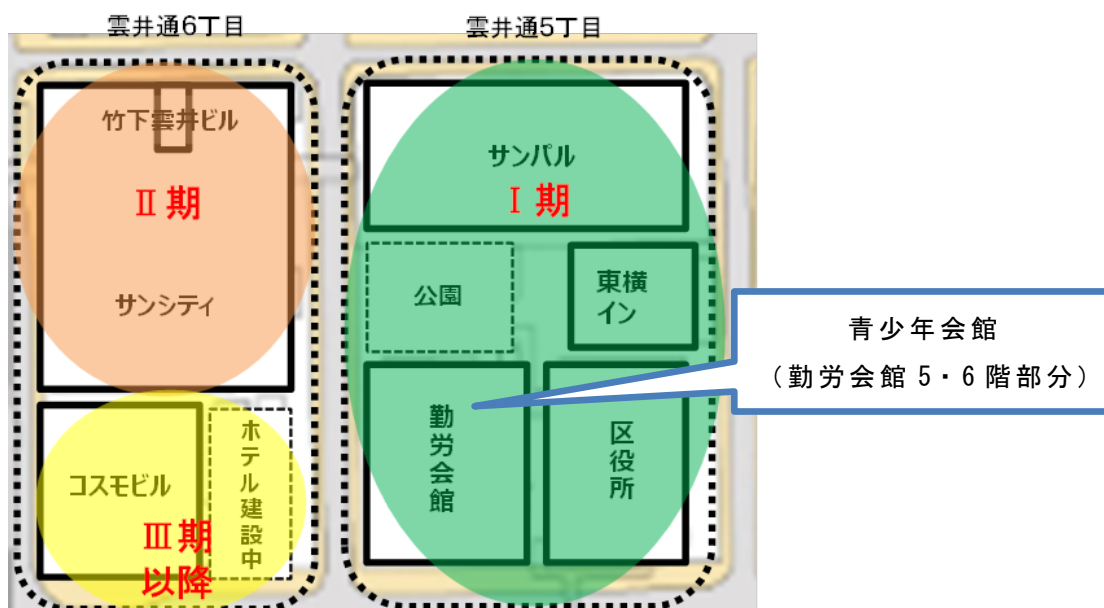 雲井通6丁目
雲井通5丁目
竹下雲井ビル
Ⅱ期
サンシティ
コスモビル
ホテル建設中
Ⅲ期
以降
サンパル
Ⅰ期
公園
東横
イン
勤労会館
区役所
青少年会館
(勤労会館5・6階部分)